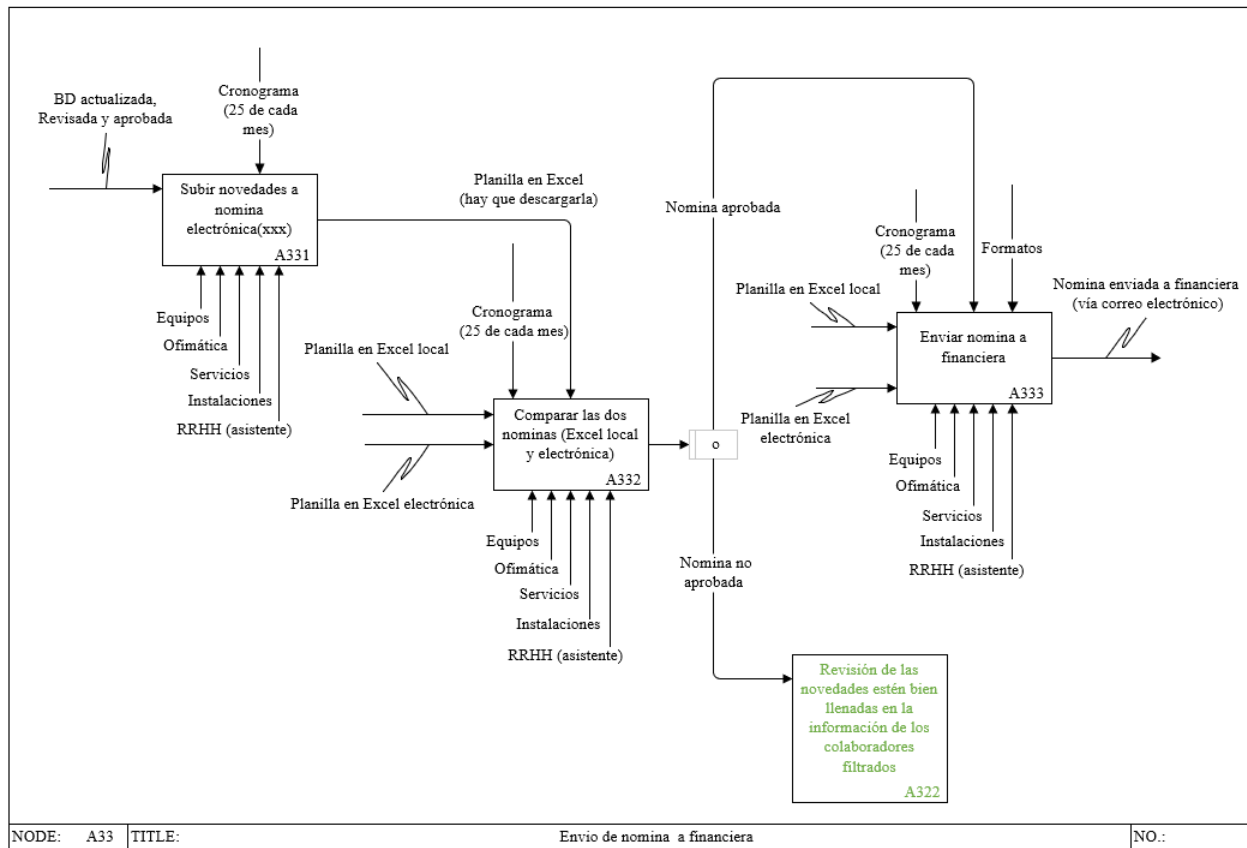 BD actualizada,
Revisada y aprobada
Cronograma
(25 de cada
mes)
Subir novedades a
nomina
electrónica(xxx)
A331
Equipos
Ofimática
Servicios
Instalaciones
RRHH (asistente)
Planilla en Excel
(hay que descargarla)
Cronograma
(25 de cada mes)
Planilla en Excel local
Planilla en Excel electrónica
Comparar las dos
nominas (Excel local
y electrónica)
A332
Equipos
Ofimática
Servicios
Instalaciones
RRHH (asistente)
o
Nomina aprobada
Nomina no
aprobada
Cronograma
(25 de cada
mes)
Formatos
Planilla en Excel local
Planilla en Excel
electrónica
Enviar nomina a
financiera
A333
Nomina enviada a financiera
(vía correo electrónico)
Equipos
Ofimática
Servicios
Instalaciones
RRHH (asistente)
Revisión de las
novedades estén bien
llenadas en la
información de los
colaboradores
filtrados
A322
NODE: A33 TITLE: Envio de nomina a financiera NO.: